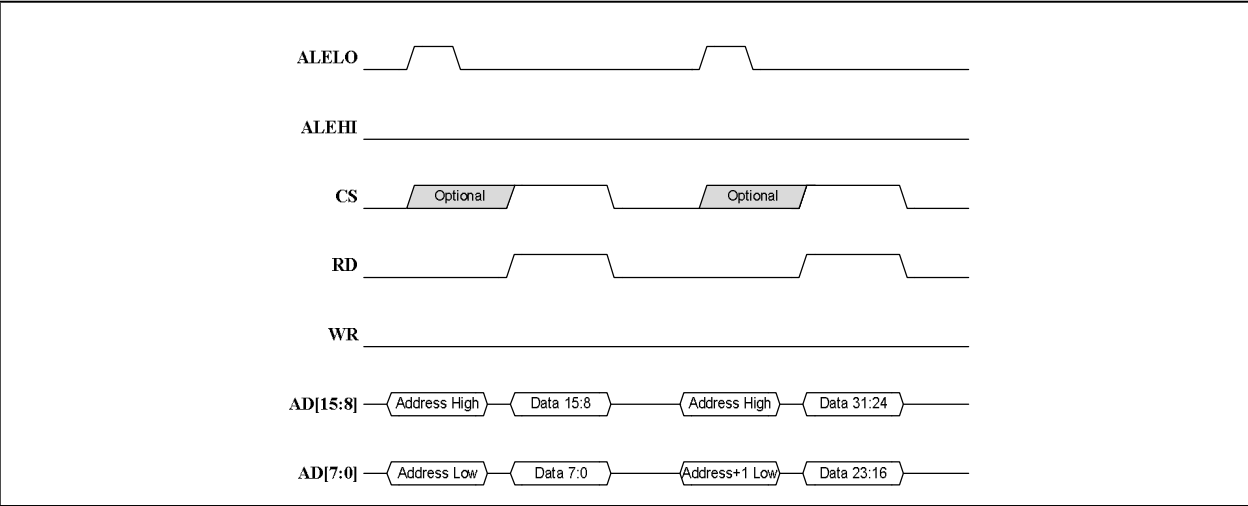 ALELO
ALEHI
CS Optional Optional
RD
WR
AD[15:8] Address High Data 15:8 Address High Data 31:24
AD[7:0] Address Low Data 7:0 Address+1 Low Data 23:16